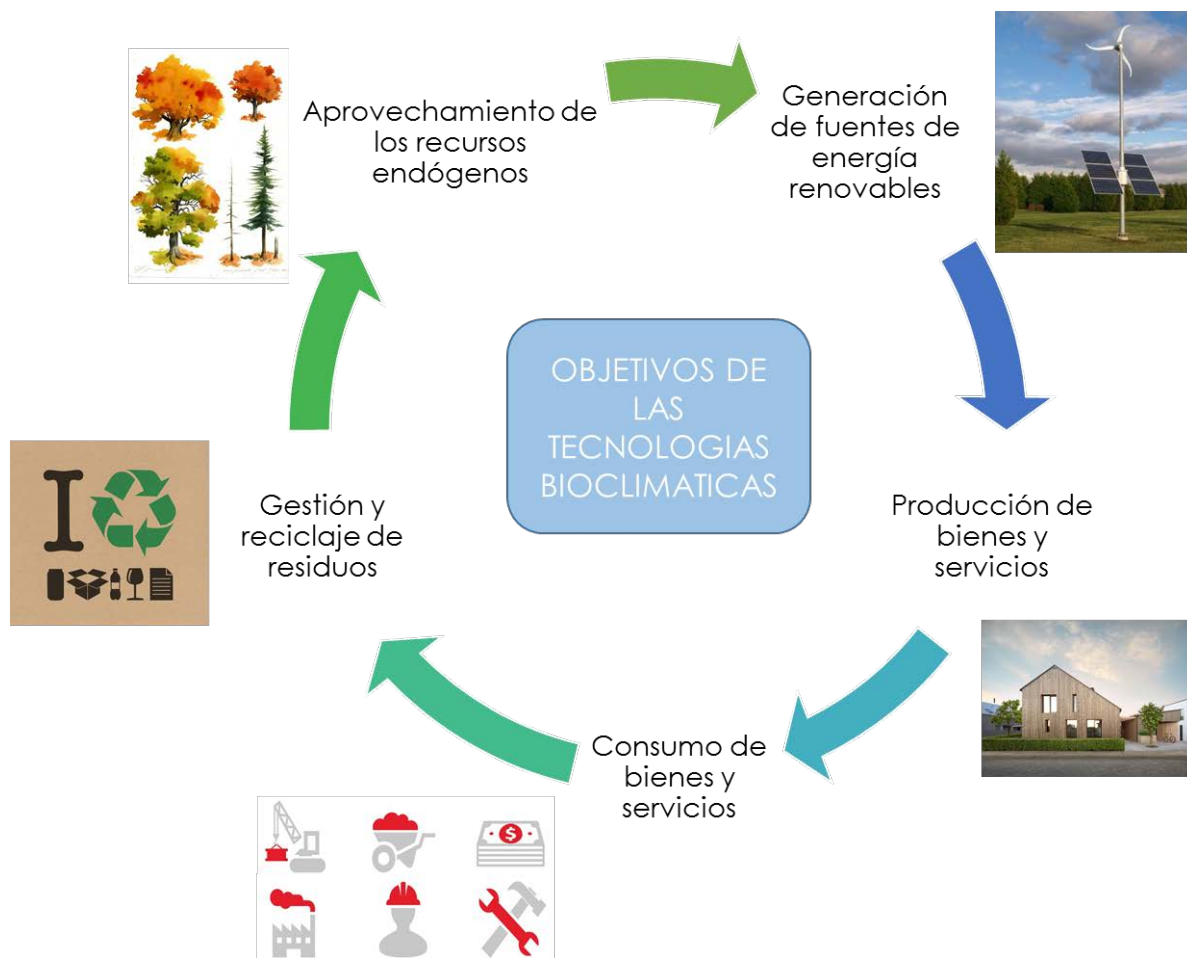 Aprovechamiento de
los recursos
endógenos
Generación
de fuentes de
energía
renovables
OBJETIVOS DE
LAS
TECNOLOGIAS
BIOCLIMATICAS
Producción de
bienes y
servicios
Consumo de
bienes y
servicios
Gestión y
reciclaje de
residuos
I
$